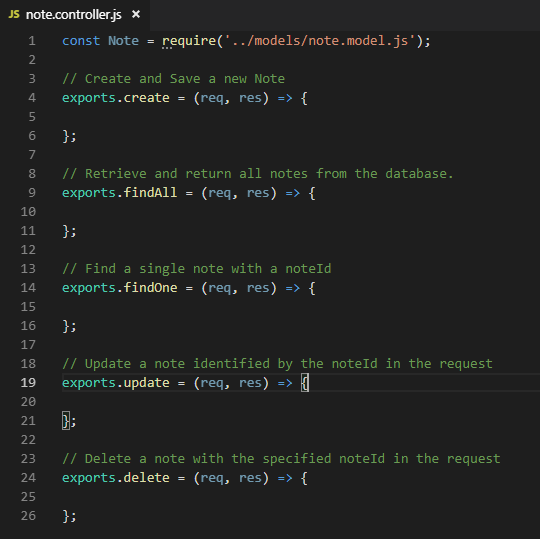 JS note.controller.js ×
1 const Note = require('../models/note.model.js');
2
3 // Create and Save a new Note
4 exports.create = (req, res) => {
5
6 };
7
8 // Retrieve and return all notes from the database.
9 exports.findAll = (req, res) => {
10
11 };
12
13 // Find a single note with a noteId
14 exports.findOne = (req, res) => {
15
16 };
17
18 // Update a note identified by the noteId in the request
19 exports.update = (req, res) => {
20
21 };
22
23 // Delete a note with the specified noteId in the request
24 exports.delete = (req, res) => {
25
26 };